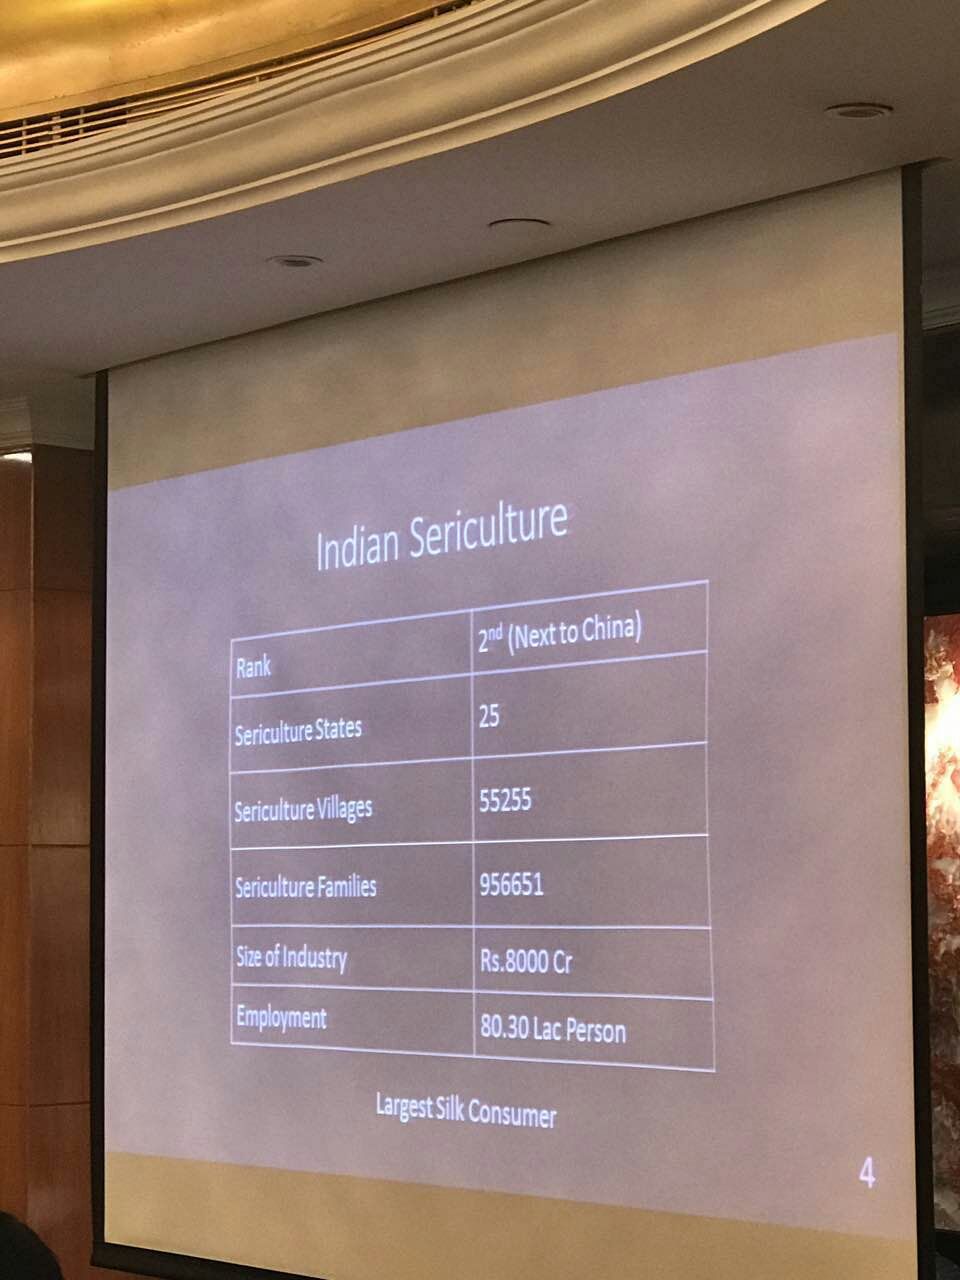 Indian Sericulture
Rank 2nd (Next to China)
Sericulture States 25
Sericulture Villages 55255
Sericulture Families 956651
Size of Industry Rs.8000 Cr
Employment 80.30 Lac Person
Largest Silk Consumer
4